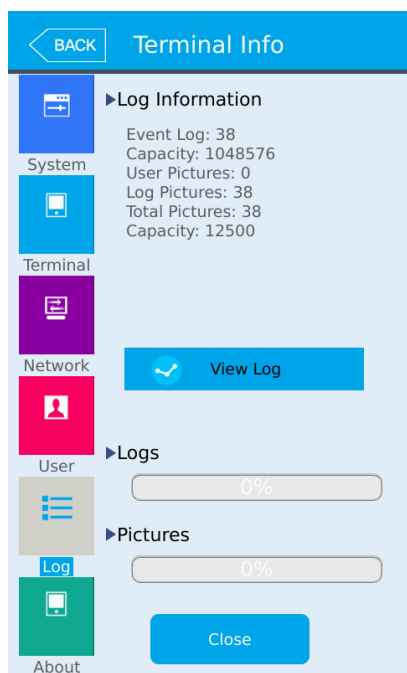 BACK
Terminal Info
System
Terminal
Network
User
Log
About
Log Information
Event Log: 38
Capacity: 1048576
User Pictures: 0
Log Pictures: 38
Total Pictures: 38
Capacity: 12500
View Log
Logs
0%
Pictures
0%
Close